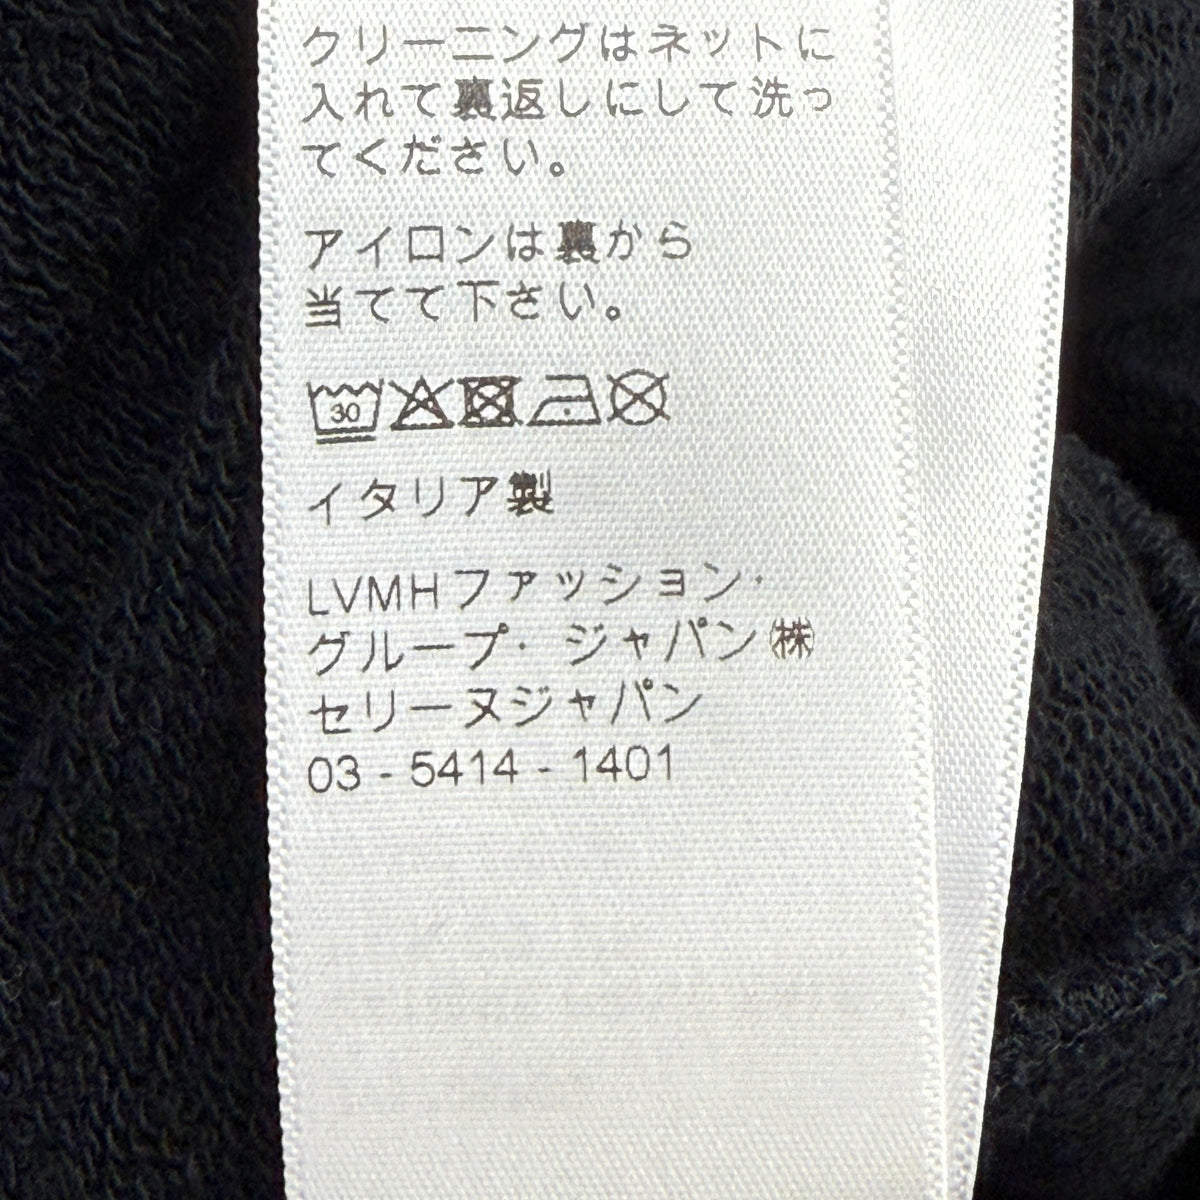 クリーニングはネットに
入れて裏返しにして洗っ
てください。
アイロンは裏から
当てて下さい。
30
イタリア製
LVMHファッション·
グループ· ジャパン㈱
セリーヌジャパン
03 - 5414 - 1401